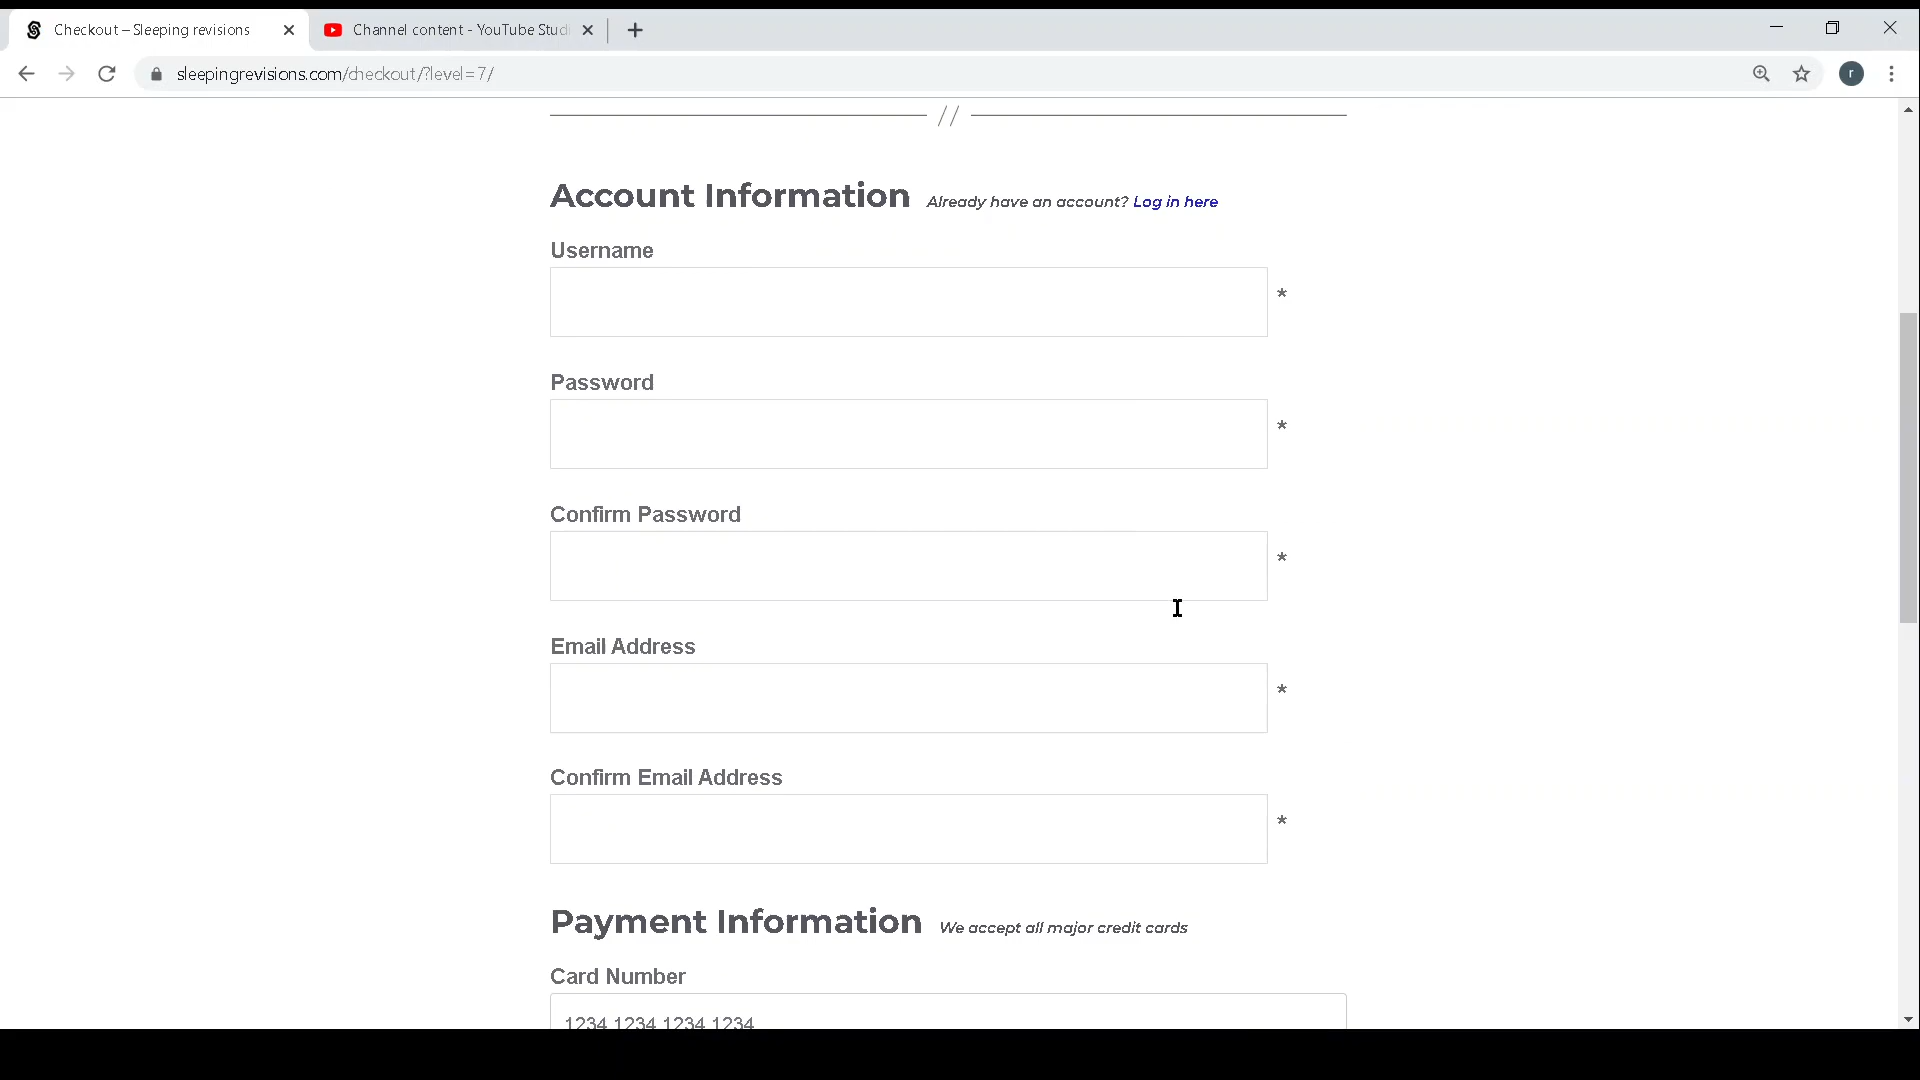 Checkout – Sleeping revisions
Channel content - YouTube Studi
sleepingrevisions.com/checkout/?level=7/
r
//
Account Information Already have an account? Log in here
Username
*
Password
*
Confirm Password
*
Email Address
*
Confirm Email Address
*
Payment Information We accept all major credit cards
Card Number
1234 1234 1234 1234